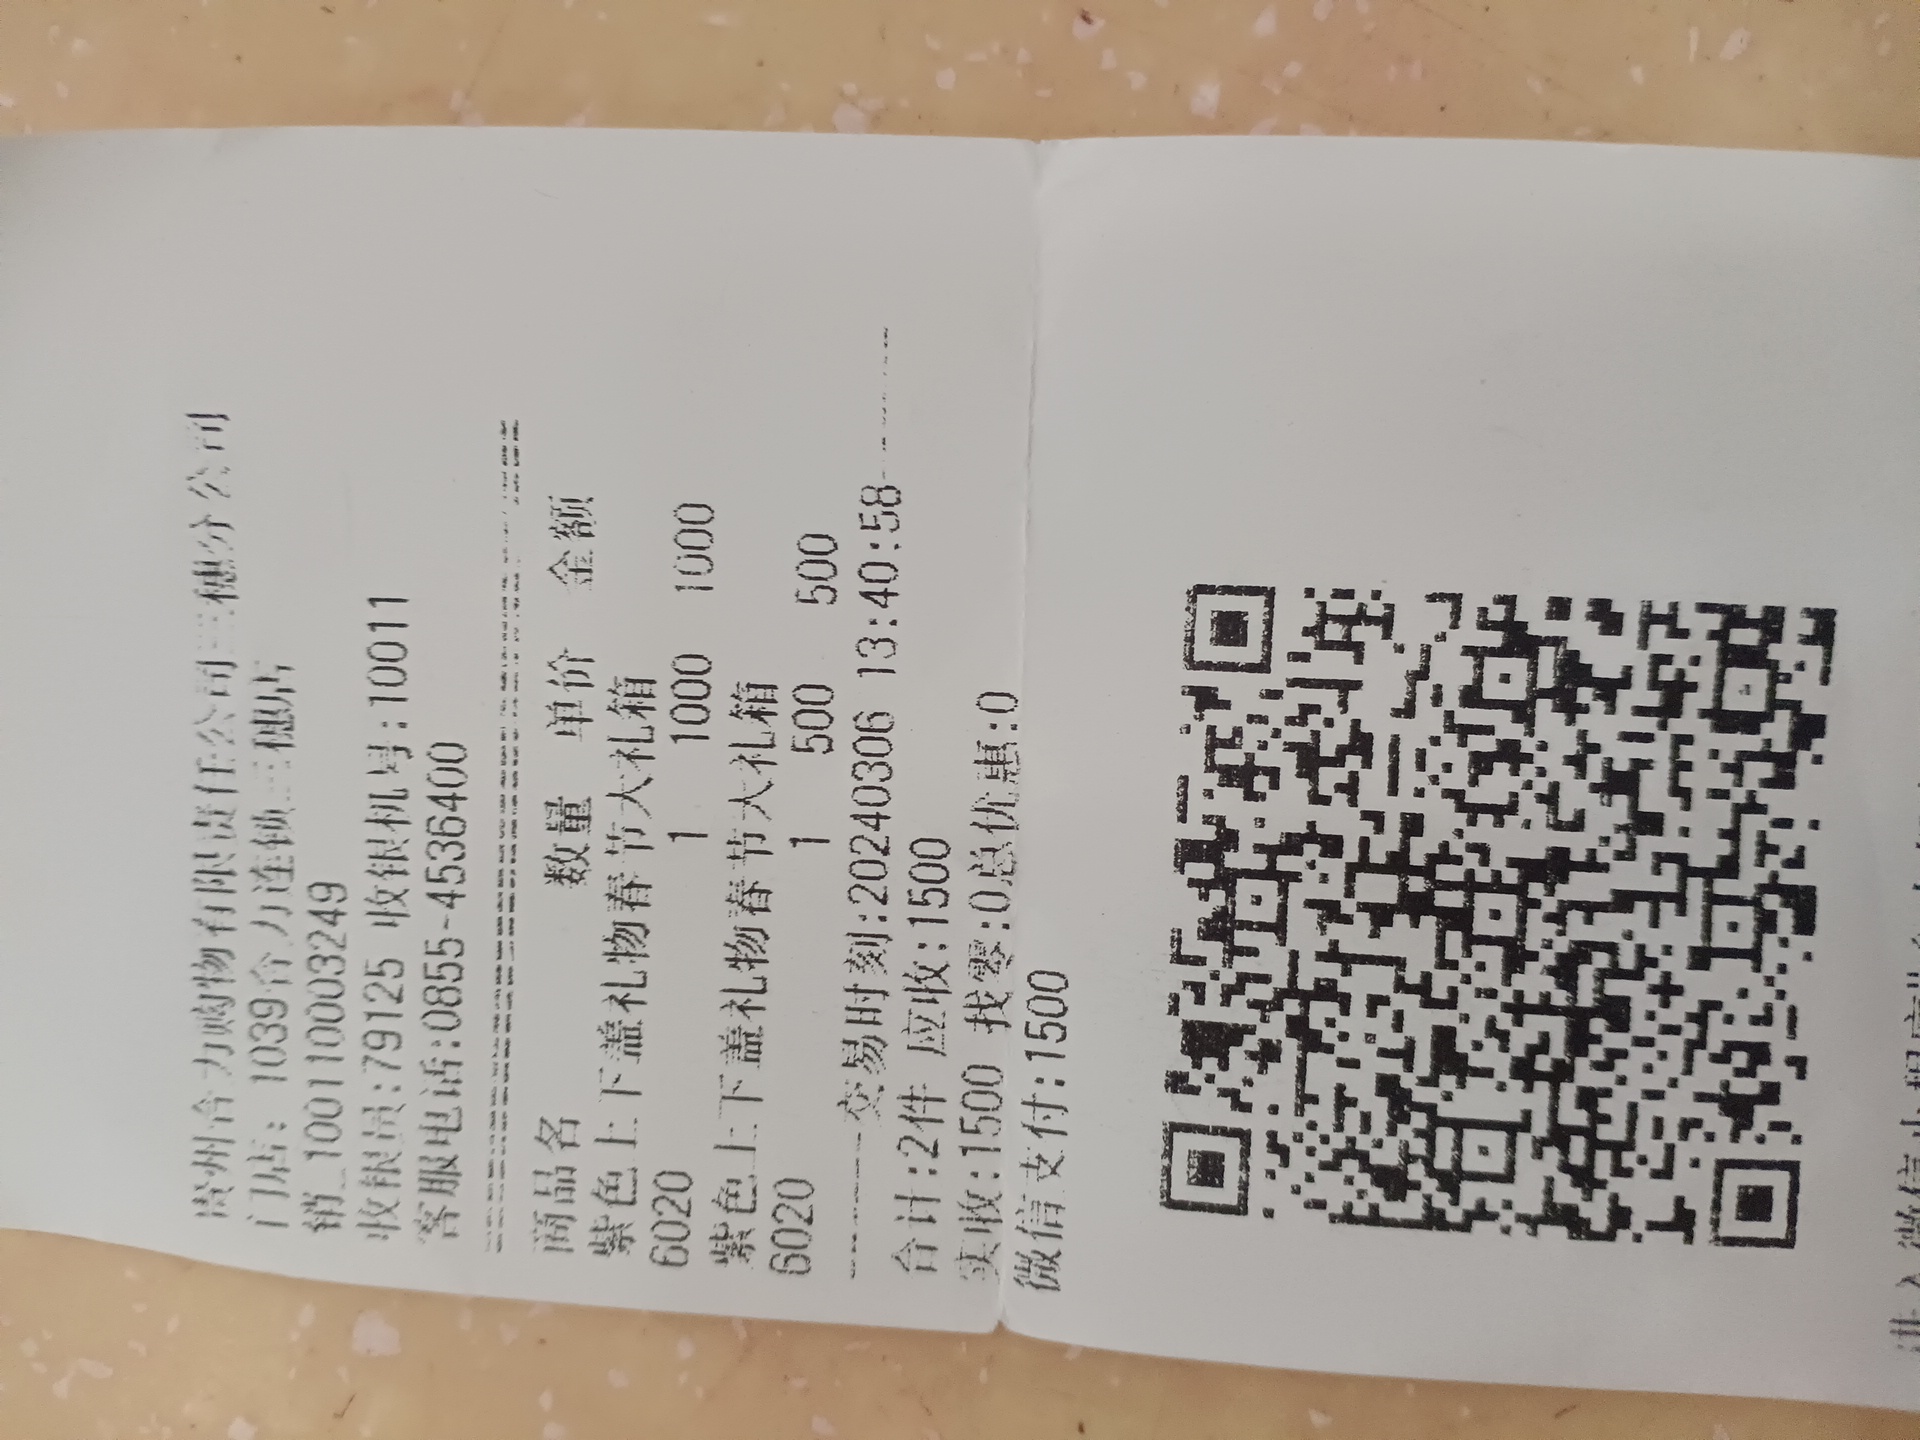 贵州合力购物有限责任公司三穗分公司
门店: 1039合力连锁三穗店
销_100110003249
收银员:79125 收银机号:10011
客服电话:0855-4536400
商品名 数量 单价 金额
紫色上下盖礼物春节大礼箱
6020 1 1000 1000
紫色上下盖礼物春节大礼箱
6020 1 500 500
交易时刻:20240306 13:40:58
合计:2件 应收:1500
实收:1500 找零:0总优惠:0
微信支付:1500